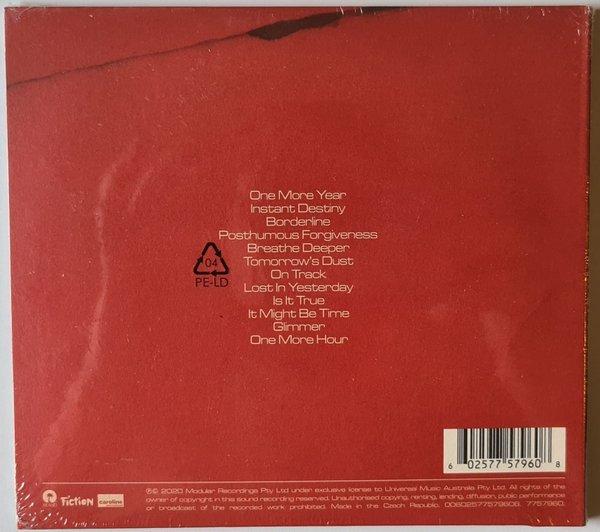 One More Year
Instant Destiny
Borderline
Posthumous Forgiveness
Breathe Deeper
Tomorrow's Dust
On Track
Lost In Yesterday
Is It True
It Might Be Time
Glimmer
One More Hour
04
PE-LD
6 02577 57960 8
Fiction
caroline
℗© 2020 Modular Recordings Pty Ltd under exclusive license to Universal Music Australia Pty Ltd. All rights of the
owner of copyright in this sound recording reserved. Unauthorised copying, renting, lending, diffusion, public performance
or broadcast of the recorded work prohibited. Made in the Czech Republic. 00602577579608. 7757960.